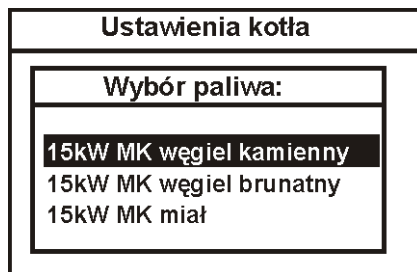 Ustawienia kotła
Wybór paliwa:
15kW MK węgiel kamienny
15kW MK węgiel brunatny
15kW MK miał